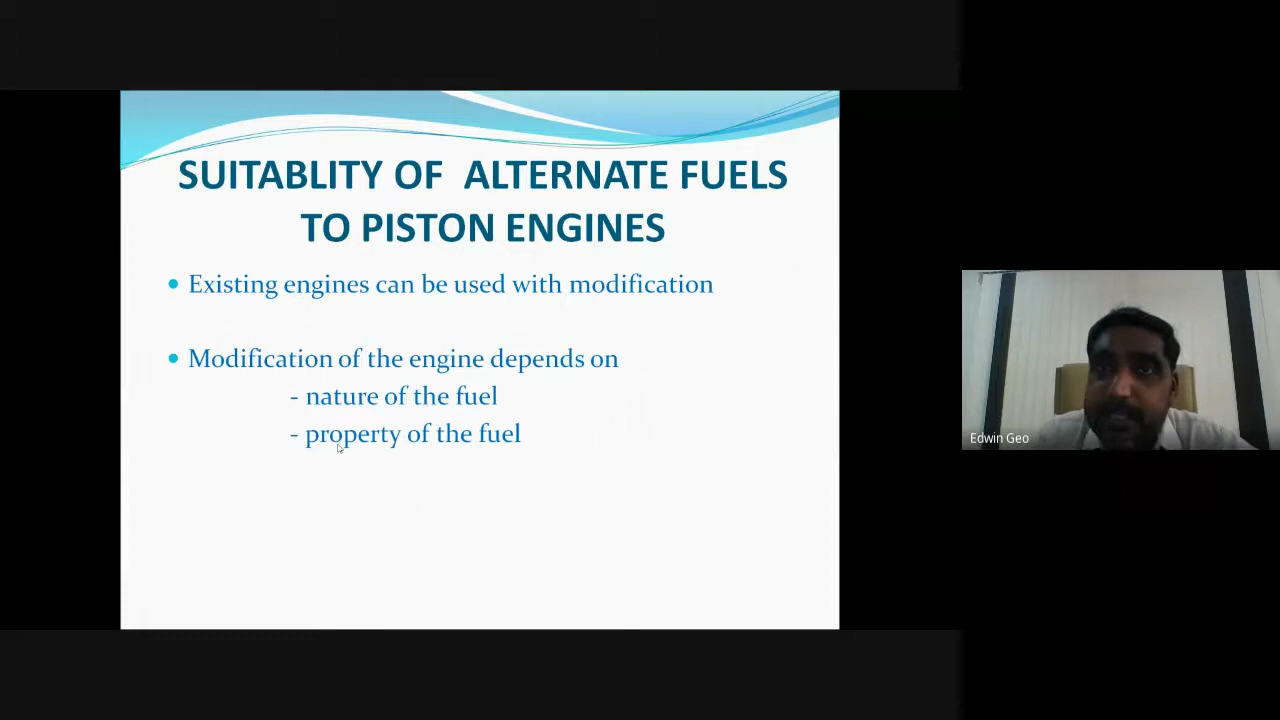 SUITABLITY OF ALTERNATE FUELS
TO PISTON ENGINES
• Existing engines can be used with modification
• Modification of the engine depends on
- nature of the fuel
- property of the fuel
Edwin Geo